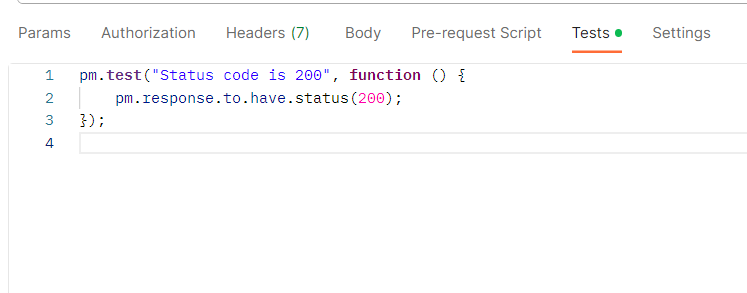 Params Authorization Headers (7) Body Pre-request Script Tests Settings
1 pm.test("Status code is 200", function () {
2 pm.response.to.have.status(200);
3 });
4